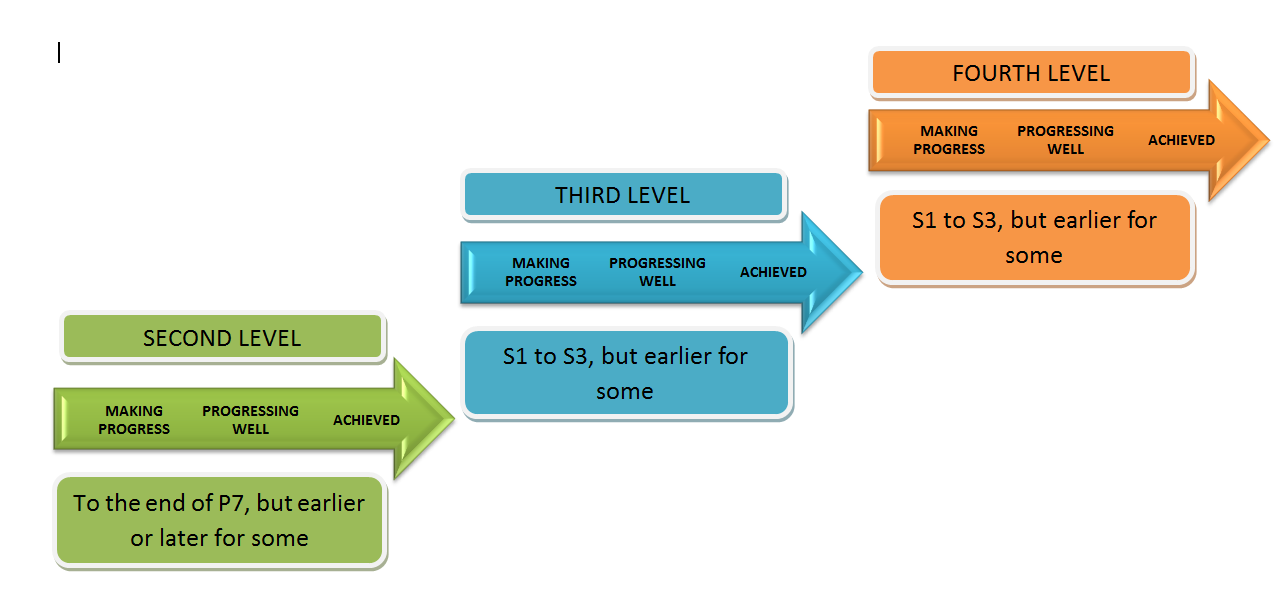 FOURTH LEVEL
MAKING PROGRESSING
PROGRESS WELL ACHIEVED
S1 to S3, but earlier for
some
THIRD LEVEL
MAKING PROGRESSING
PROGRESS WELL ACHIEVED
S1 to S3, but earlier for
some
SECOND LEVEL
MAKING PROGRESSING
PROGRESS WELL ACHIEVED
To the end of P7, but earlier
or later for some